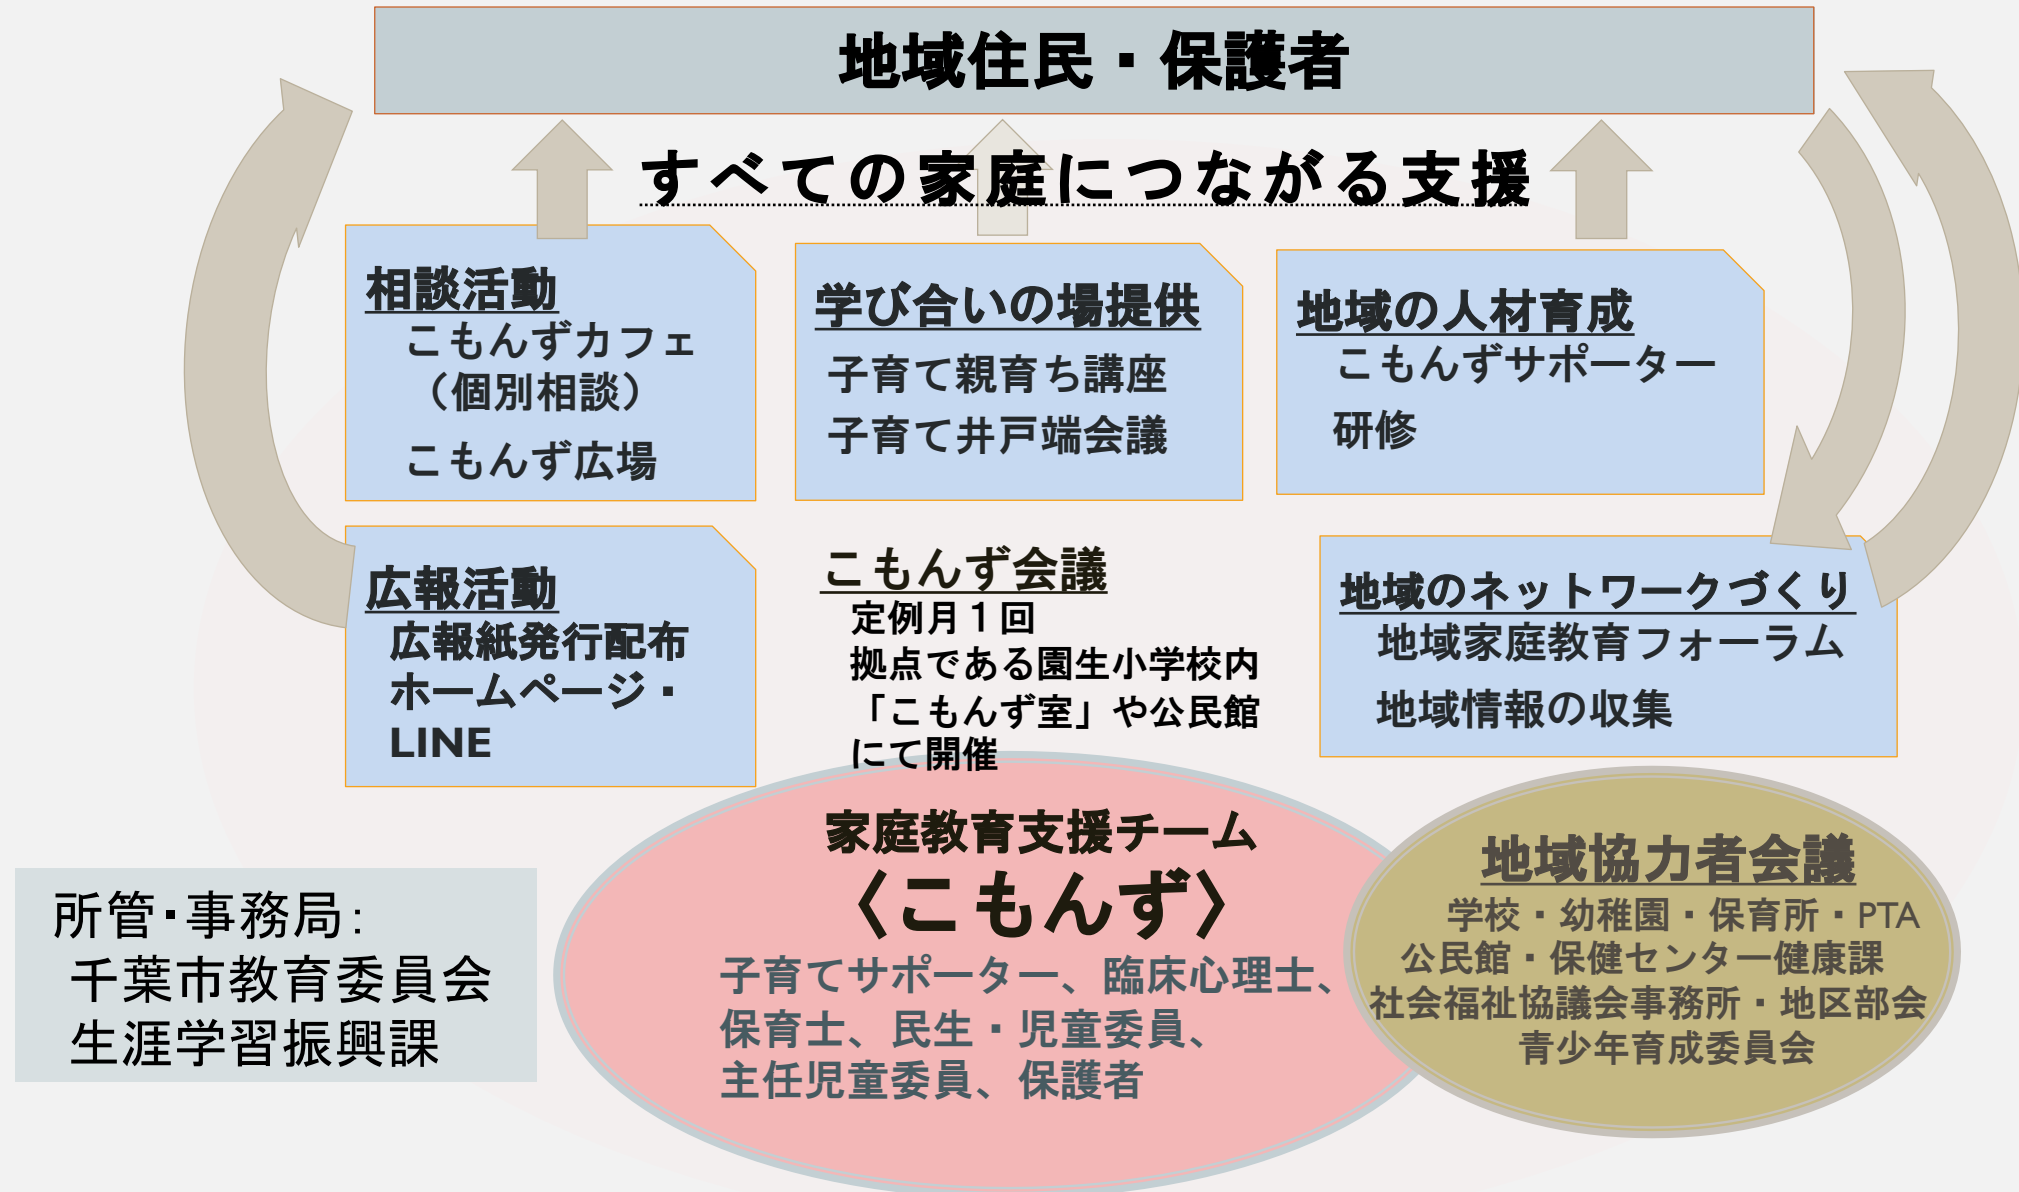 地域住民・保護者
すべての家庭につながる支援
相談活動
こもんずカフェ
（個別相談）
こもんず広場
学び合いの場提供
子育て親育ち講座
子育て井戸端会議
地域の人材育成
こもんずサポーター
研修
広報活動
広報紙発行配布
ホームページ・
LINE
こもんず会議
定例月１回
拠点である園生小学校内
「こもんず室」や公民館
にて開催
地域のネットワークづくり
地域家庭教育フォーラム
地域情報の収集
家庭教育支援チーム
〈こもんず〉
子育てサポーター、臨床心理士、
保育士、民生・児童委員、
主任児童委員、保護者
地域協力者会議
学校・幼稚園・保育所・PTA
公民館・保健センター健康課
社会福祉協議会事務所・地区部会
青少年育成委員会
所管・事務局：
千葉市教育委員会
生涯学習振興課